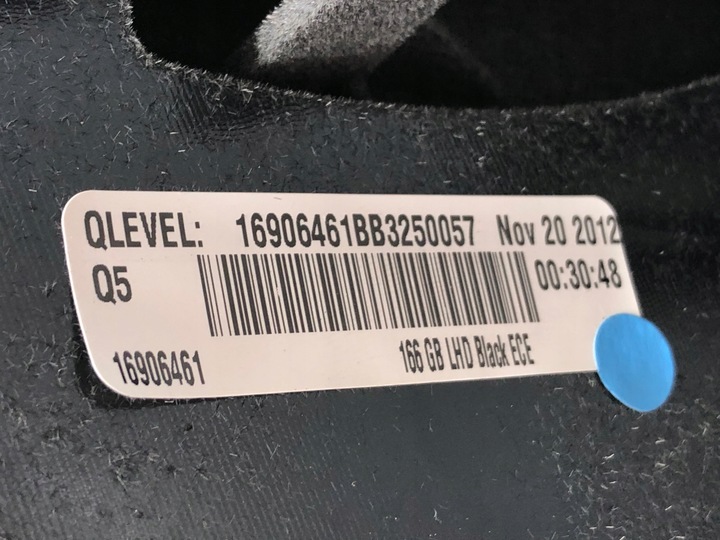 QLEVEL: 16906461BB3250057 Nov 20 2012
Q5 00:30:48
16906461 166 GB LHD Black ECE